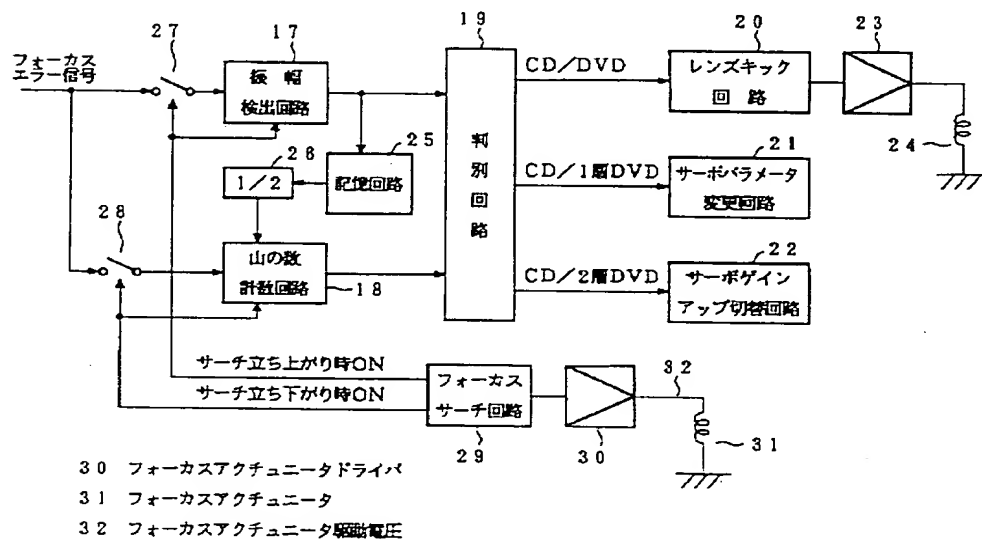 27
17
19
20
23
フォーカス
エラー信号
振幅
検出回路
CD/DVD
レンズキック
回路
26
25
24
1/2
記憶回路
判別回路
CD/1層DVD
21
サーボパラメータ
変更回路
28
山の数
計数回路
18
CD/2層DVD
22
サーボゲイン
アップ切替回路
サーチ立ち上がり時ON
サーチ立ち下がり時ON
フォーカス
サーチ回路
29
30
32
31
30 フォーカスアクチュニータドライバ
31 フォーカスアクチュニータ
32 フォーカスアクチュニータ駆動電圧